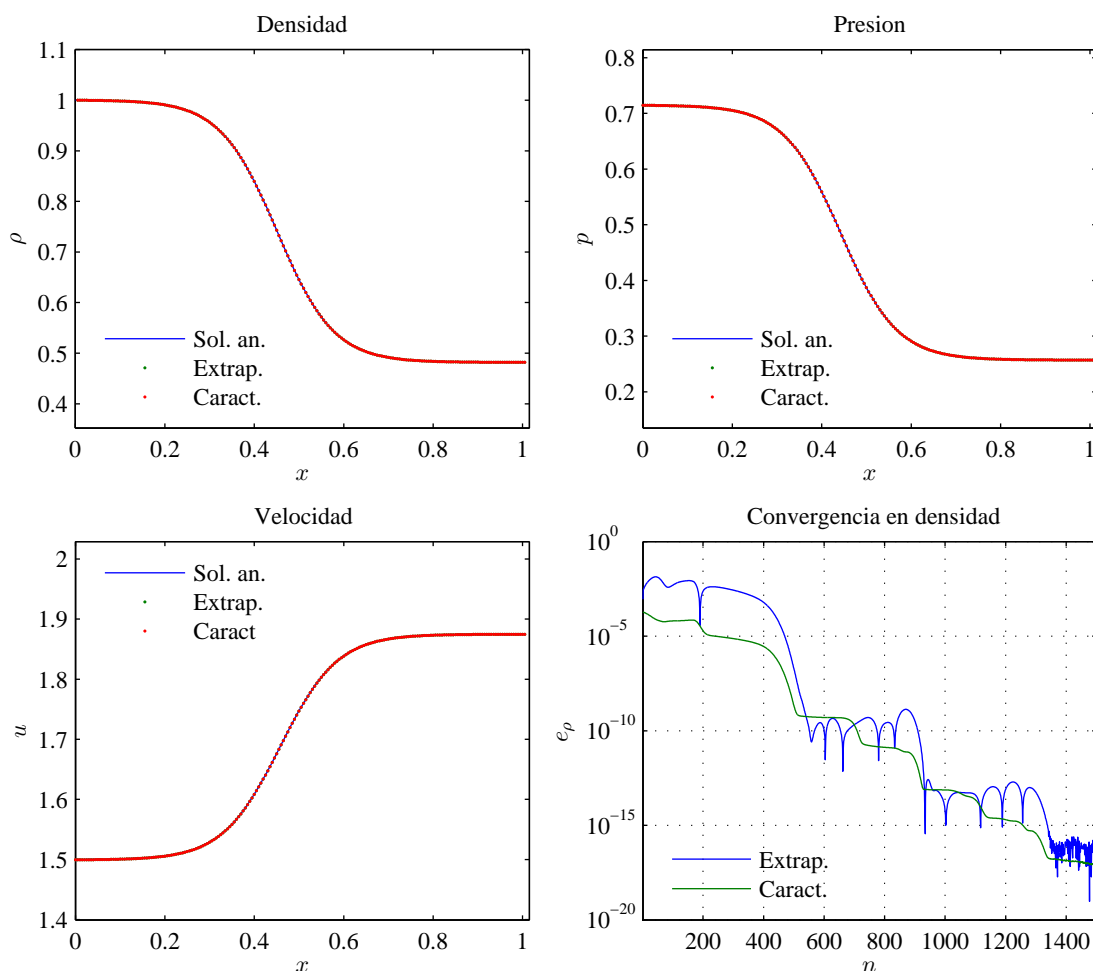 Densidad
1.1
1
0.9
0.8
0.7
0.6
0.5
0.4
ρ
Sol. an.
Extrap.
Caract.
0 0.2 0.4 0.6 0.8 1
x
Presion
0.8
0.7
0.6
0.5
0.4
0.3
0.2
p
Sol. an.
Extrap.
Caract.
0 0.2 0.4 0.6 0.8 1
x
Velocidad
2
1.9
1.8
1.7
1.6
1.5
1.4
u
Sol. an.
Extrap.
Caract
0 0.2 0.4 0.6 0.8 1
x
Convergencia en densidad
10^0
10^−5
10^−10
10^−15
10^−20
e_ρ
Extrap.
Caract.
200 400 600 800 1000 1200 1400
n